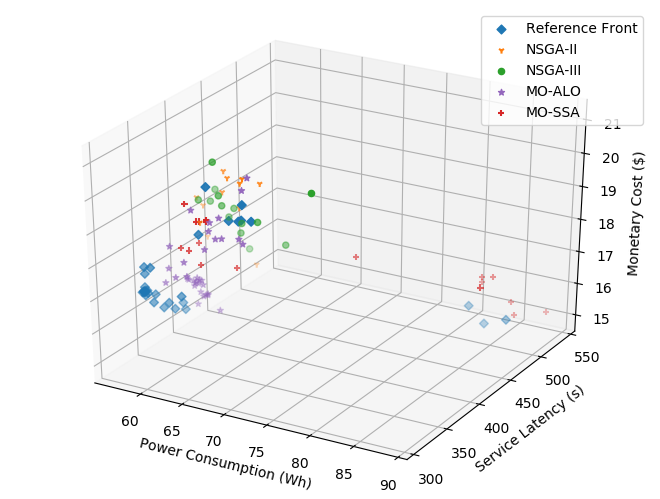 Reference Front
NSGA-II
NSGA-III
MO-ALO
MO-SSA
21
20
19
18
17
16
15
Monetary Cost ($)
550
500
450
400
350
300
Service Latency (s)
60
65
70
75
80
85
90
Power Consumption (Wh)